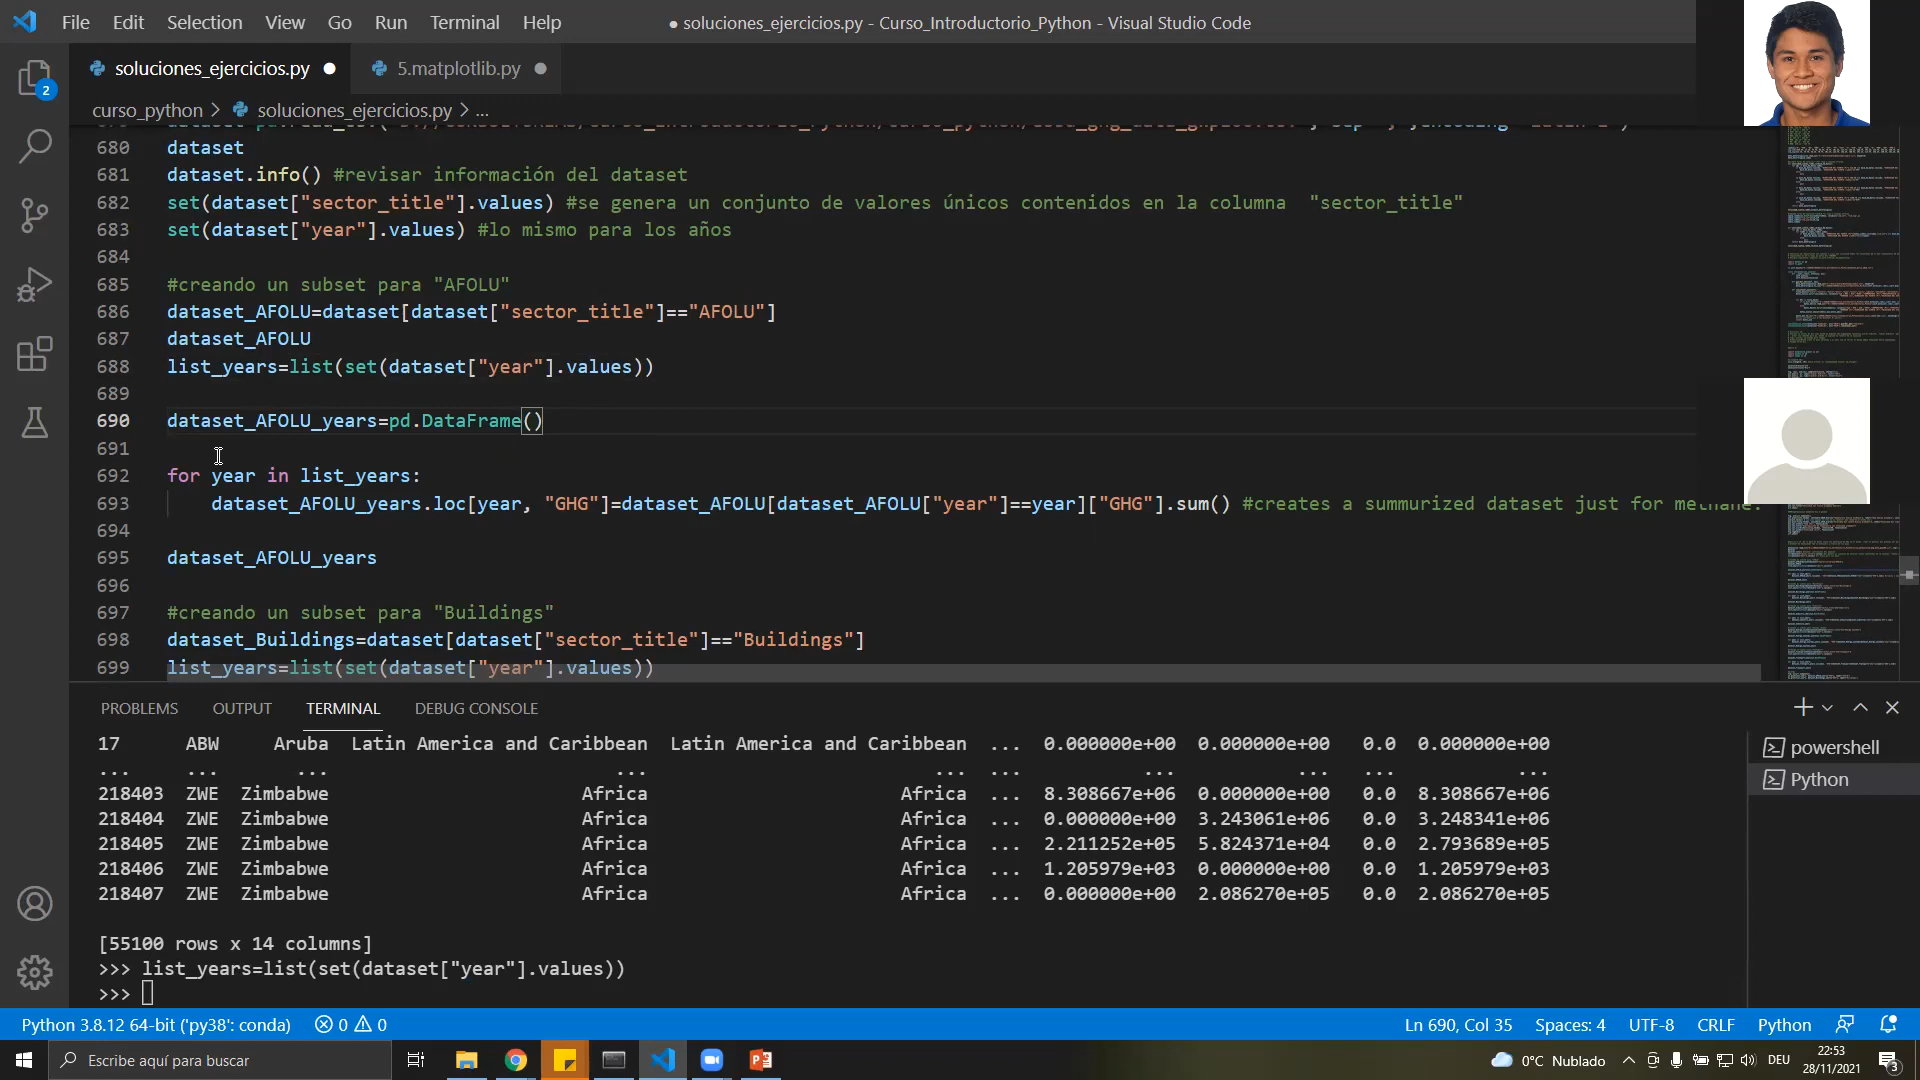 File Edit Selection View Go Run Terminal Help
● soluciones_ejercicios.py - Curso_Introductorio_Python - Visual Studio Code
soluciones_ejercicios.py
5.matplotlib.py
2
curso_python > soluciones_ejercicios.py > ...
680 dataset
681 dataset.info() #revisar información del dataset
682 set(dataset["sector_title"].values) #se genera un conjunto de valores únicos contenidos en la columna  "sector_title"
683 set(dataset["year"].values) #lo mismo para los años
684
685 #creando un subset para "AFOLU"
686 dataset_AFOLU=dataset[dataset["sector_title"]=="AFOLU"]
687 dataset_AFOLU
688 list_years=list(set(dataset["year"].values))
689
690 dataset_AFOLU_years=pd.DataFrame()
691
692 for year in list_years:
693     dataset_AFOLU_years.loc[year, "GHG"]=dataset_AFOLU[dataset_AFOLU["year"]==year]["GHG"].sum() #creates a summurized dataset just for methane.
694
695 dataset_AFOLU_years
696
697 #creando un subset para "Buildings"
698 dataset_Buildings=dataset[dataset["sector_title"]=="Buildings"]
699 list_years=list(set(dataset["year"].values))
PROBLEMS OUTPUT TERMINAL DEBUG CONSOLE
powershell
Python
17 ABW Aruba Latin America and Caribbean Latin America and Caribbean ... 0.000000e+00 0.000000e+00 0.0 0.000000e+00
... ... ... ... ... ... ... ... ... ...
218403 ZWE Zimbabwe Africa Africa ... 8.308667e+06 0.000000e+00 0.0 8.308667e+06
218404 ZWE Zimbabwe Africa Africa ... 0.000000e+00 3.243061e+06 0.0 3.248341e+06
218405 ZWE Zimbabwe Africa Africa ... 2.211252e+05 5.824371e+04 0.0 2.793689e+05
218406 ZWE Zimbabwe Africa Africa ... 1.205979e+03 0.000000e+00 0.0 1.205979e+03
218407 ZWE Zimbabwe Africa Africa ... 0.000000e+00 2.086270e+05 0.0 2.086270e+05
[55100 rows x 14 columns]
>>> list_years=list(set(dataset["year"].values))
>>>
Python 3.8.12 64-bit ('py38': conda) 0 0 Ln 690, Col 35 Spaces: 4 UTF-8 CRLF Python
Escribe aquí para buscar
0°C Nublado
DEU
22:53
28/11/2021
3